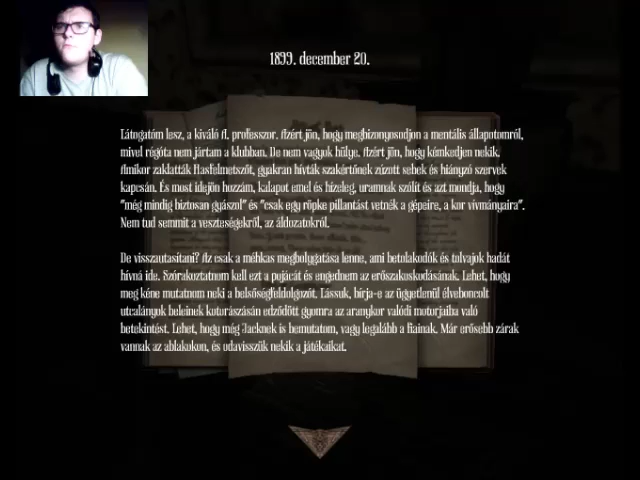 1899. december 20.
Látogatóm lesz, a kiváló A. professzor. Azért jön, hogy megbizonyosodjon a mentális állapotomról,
mivel régóta nem jártam a klubban. De nem vagyok hülye. Azért jön, hogy kémkedjen nekik.
Amikor zaklatták Hasfelmetszőt, gyakran hívták szakértőnek zúzott sebek és hiányzó szervek
kapcsán. És most idejön hozzám, kalapot emel és hízeleg, uramnak szólít és azt mondja, hogy
"még mindig biztosan gyászol" és "csak egy röpke pillantást vetnék a gépeire, a kor vívmányaira".
Nem tud semmit a veszteségekről, az áldozatokról.
De visszautasítani? Az csak a méhkas megbolygatása lenne, ami betolakodók és tolvajok hadát
hívná ide. Szórakoztatnom kell ezt a pojácát és engednem az erőszakoskodásának. Lehet, hogy
meg kéne mutatnom neki a belsőségfeldolgozót. Lássuk, bírja-e az ügyetlenül élveboncolt
utcalányok beleinek kotorászásán edződött gyomra az aranykor valódi motorjaiba való
betekintést. Lehet, hogy még Jacknek is bemutatom, vagy legalább a fiainak. Már erősebb zárak
vannak az ablakokon, és odavisszük nekik a játékaikat.